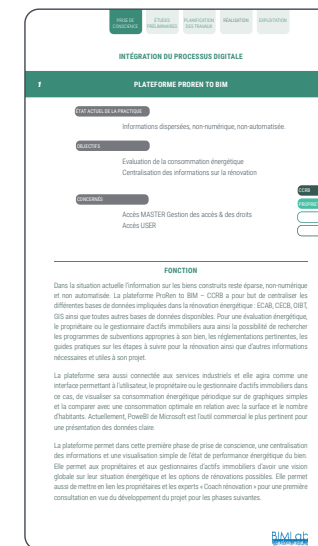 PRISE DE
CONSCIENCE
ÉTUDES
PRÉLIMINAIRES
PLANIFICATION
DES TRAVAUX
RÉALISATION
EXPLOITATION
INTÉGRATION DU PROCESSUS DIGITALE
1
PLATEFORME PROREN TO BIM
ÉTAT ACTUEL DE LA PRACTIQUE
Informations dispersées, non-numérique, non-automatisée.
OBJECTIFS
Evaluation de la consommation énergétique
Centralisation des informations sur la rénovation
CONCERNÉS
CCRB
Accès MASTER Gestion des accès & des droits
Accès USER
FONCTION
Dans la situation actuelle l'information sur les biens construits reste éparse, non-numérique
et non automatisée. La plateforme ProRen to BIM – CCRB a pour but de centraliser les
différentes bases de données impliquées dans la rénovation énergétique : ECAB, CECB, OIBT,
GIS ainsi que toutes autres bases de données disponibles. Pour une évaluation énergétique,
le propriétaire ou le gestionnaire d'actifs immobiliers aura ainsi la possibilité de rechercher
les programmes de subventions appropriés à son bien, les réglementations pertinentes, les
guides pratiques sur les étapes à suivre pour la rénovation ainsi que d'autres informations
nécessaires et utiles à son projet.
La plateforme sera aussi connectée aux services industriels et elle agira comme une
interface permettant à l'utilisateur, le propriétaire ou le gestionnaire d'actifs immobiliers dans
ce cas, de visualiser sa consommation énergétique périodique sur de graphiques simples
et la comparer avec une consommation optimale en relation avec la surface et le nombre
d'habitants. Actuellement, PoweBI de Microsoft est l'outil commercial le plus pertinent pour
une présentation des données claire.
La plateforme permet dans cette première phase de prise de conscience, une centralisation
des informations et une visualisation simple de l'état de performance énergétique du bien.
Elle permet aux propriétaires et aux gestionnaires d'actifs immobiliers d'avoir une vision
globale sur leur situation énergétique et les options de rénovations possibles. Elle permet
aussi de mettre en lien les propriétaires et les experts « Coach rénovation » pour une première
consultation en vue du développement du projet pour les phases suivantes.
BIMLab